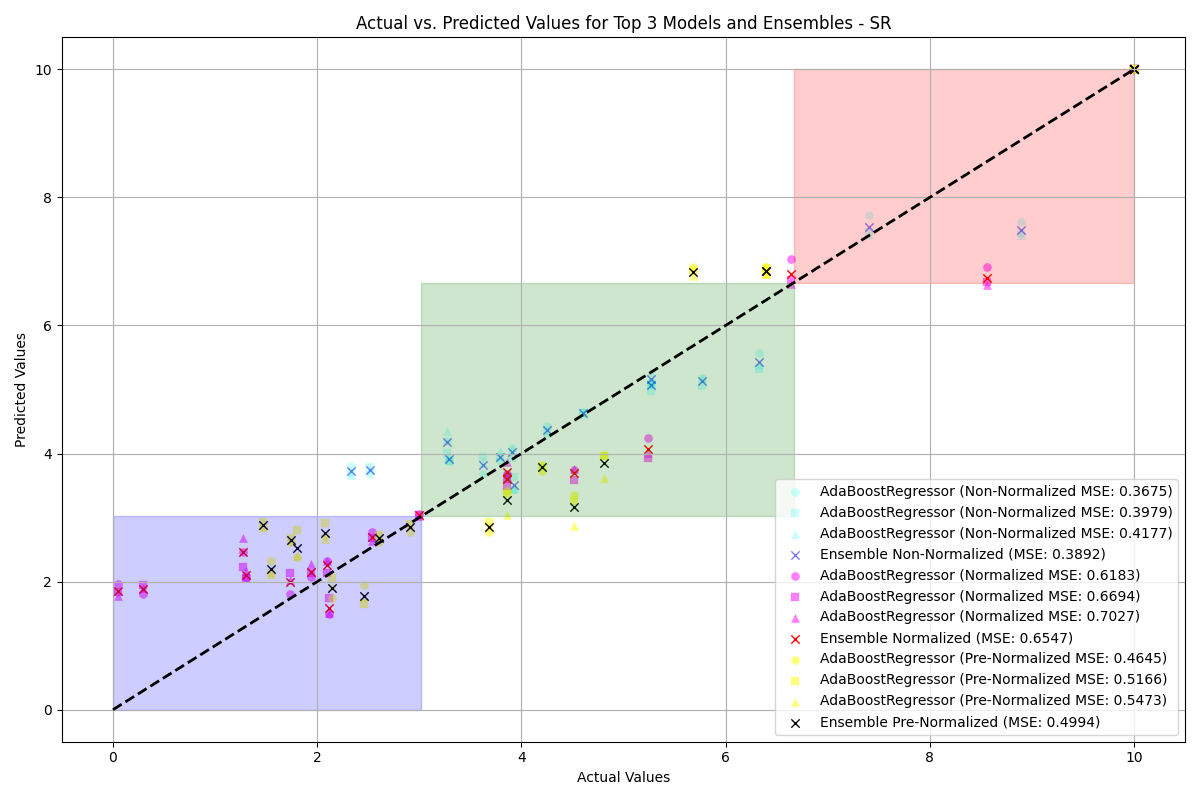 Actual vs. Predicted Values for Top 3 Models and Ensembles - SR
10
8
6
4
2
0
Predicted Values
AdaBoostRegressor (Non-Normalized MSE: 0.3675)
AdaBoostRegressor (Non-Normalized MSE: 0.3979)
AdaBoostRegressor (Non-Normalized MSE: 0.4177)
Ensemble Non-Normalized (MSE: 0.3892)
AdaBoostRegressor (Normalized MSE: 0.6183)
AdaBoostRegressor (Normalized MSE: 0.6694)
AdaBoostRegressor (Normalized MSE: 0.7027)
Ensemble Normalized (MSE: 0.6547)
AdaBoostRegressor (Pre-Normalized MSE: 0.4645)
AdaBoostRegressor (Pre-Normalized MSE: 0.5166)
AdaBoostRegressor (Pre-Normalized MSE: 0.5473)
Ensemble Pre-Normalized (MSE: 0.4994)
0 2 4 6 8 10
Actual Values